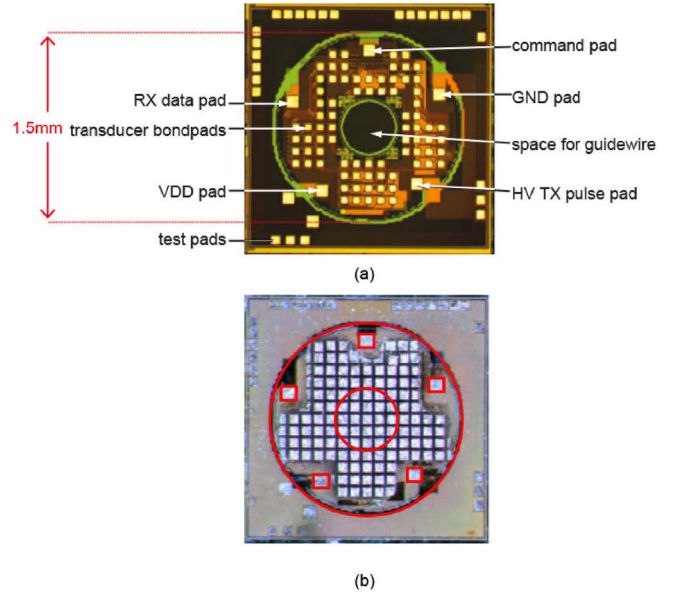 command pad
RX data pad
GND pad
1.5mm
transducer bondpads
space for guidewire
VDD pad
HV TX pulse pad
test pads
(a)
(b)